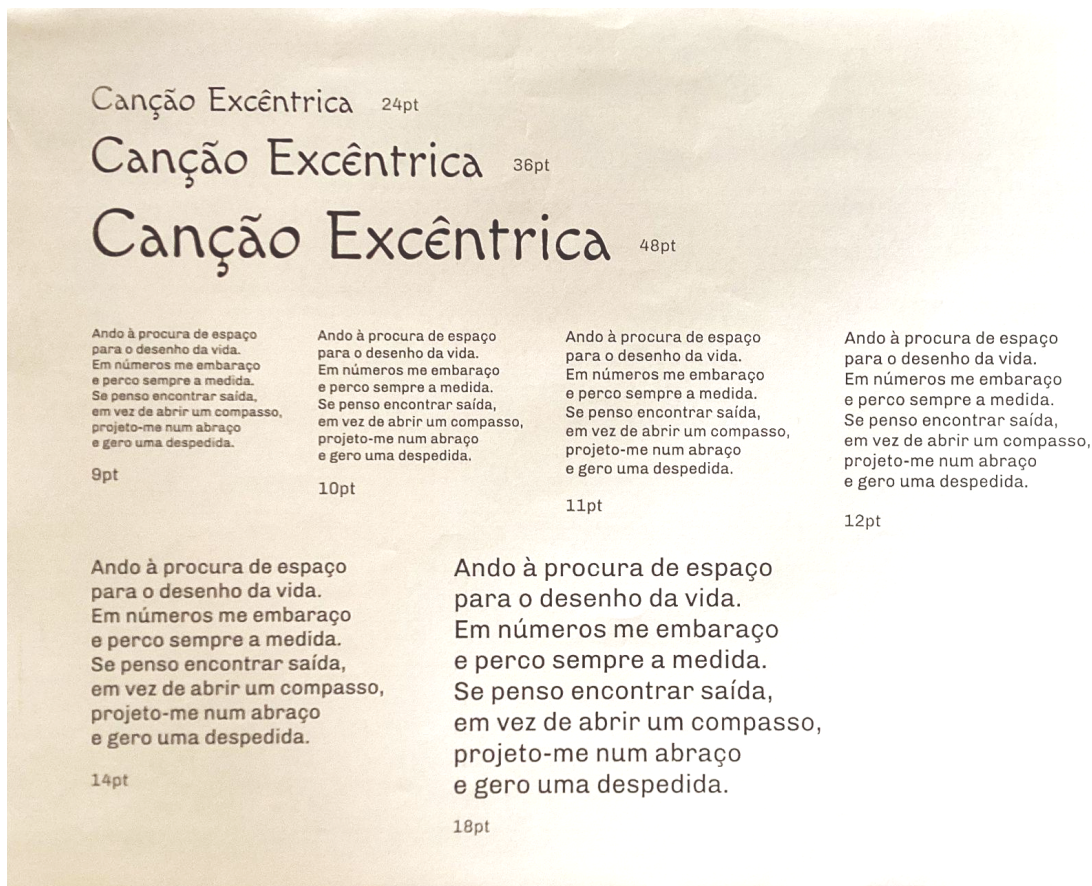 Canção Excêntrica 24pt
Canção Excêntrica 36pt
Canção Excêntrica 48pt
Ando à procura de espaço
para o desenho da vida.
Em números me embaraço
e perco sempre a medida.
Se penso encontrar saída,
em vez de abrir um compasso,
projeto-me num abraço
e gero uma despedida.
9pt
Ando à procura de espaço
para o desenho da vida.
Em números me embaraço
e perco sempre a medida.
Se penso encontrar saída,
em vez de abrir um compasso,
projeto-me num abraço
e gero uma despedida.
10pt
Ando à procura de espaço
para o desenho da vida.
Em números me embaraço
e perco sempre a medida.
Se penso encontrar saída,
em vez de abrir um compasso,
projeto-me num abraço
e gero uma despedida.
11pt
Ando à procura de espaço
para o desenho da vida.
Em números me embaraço
e perco sempre a medida.
Se penso encontrar saída,
em vez de abrir um compasso,
projeto-me num abraço
e gero uma despedida.
12pt
Ando à procura de espaço
para o desenho da vida.
Em números me embaraço
e perco sempre a medida.
Se penso encontrar saída,
em vez de abrir um compasso,
projeto-me num abraço
e gero uma despedida.
14pt
Ando à procura de espaço
para o desenho da vida.
Em números me embaraço
e perco sempre a medida.
Se penso encontrar saída,
em vez de abrir um compasso,
projeto-me num abraço
e gero uma despedida.
18pt